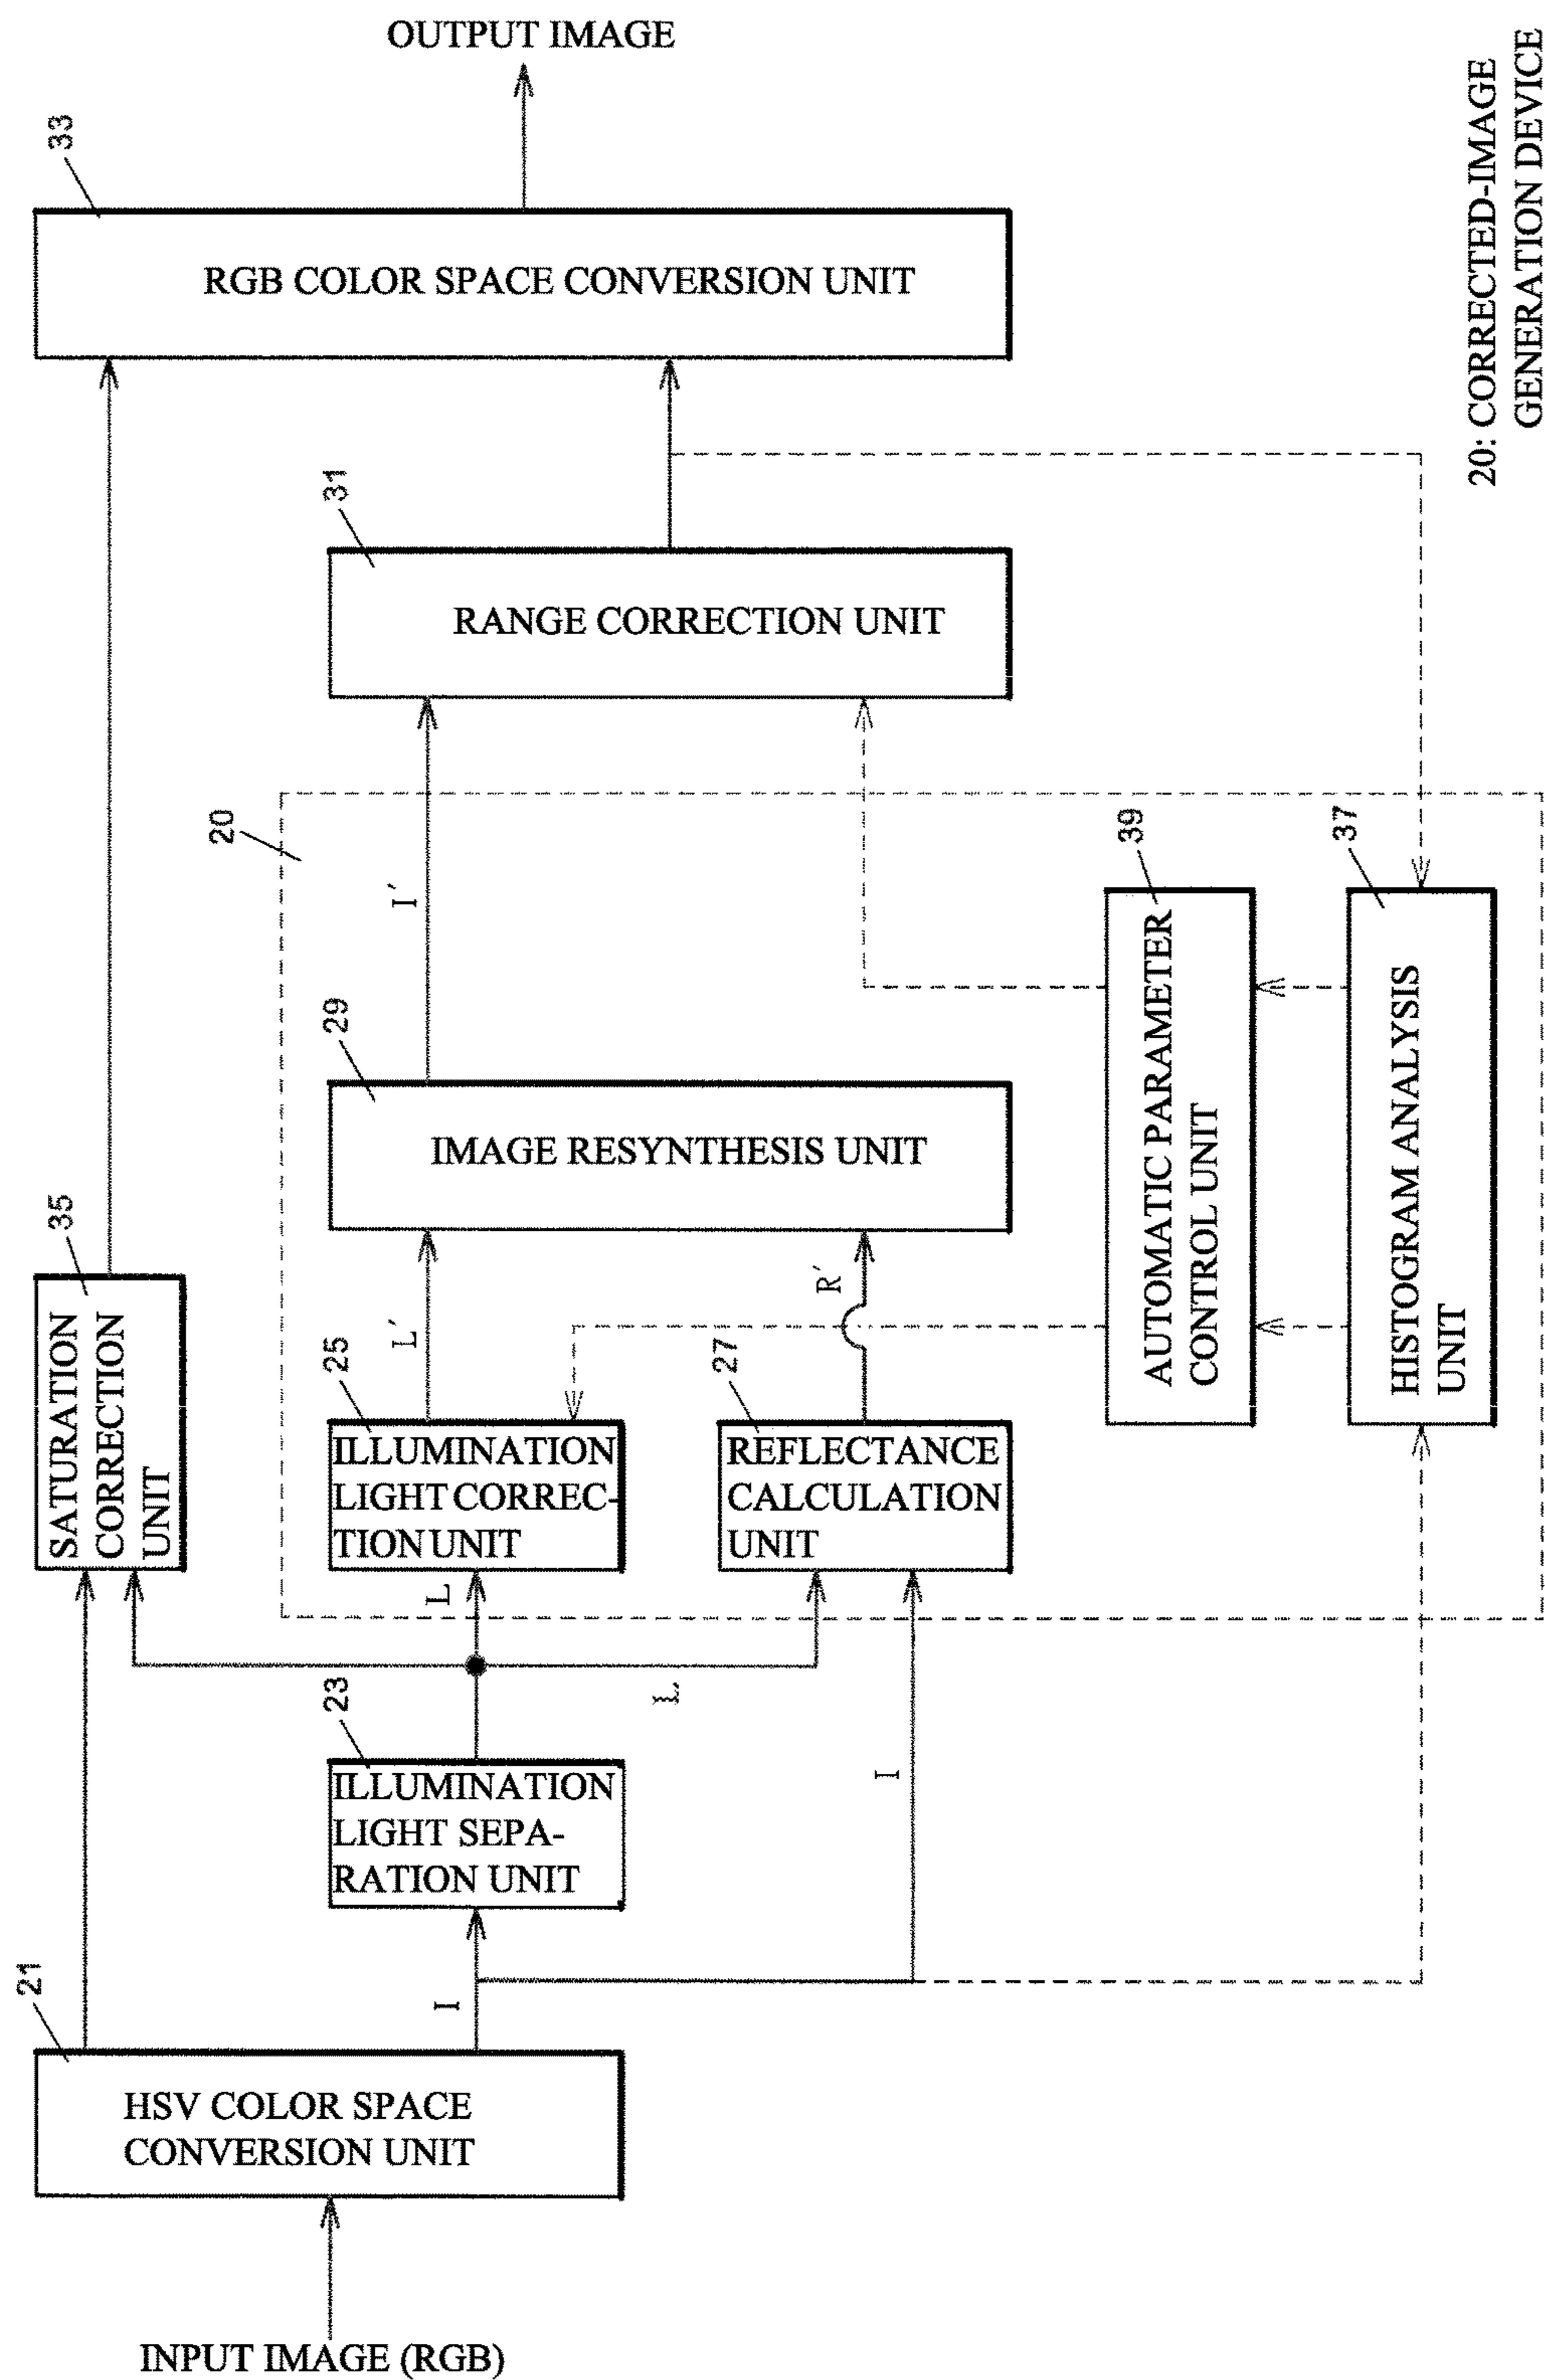 OUTPUT IMAGE
33
RGB COLOR SPACE CONVERSION UNIT
31
RANGE CORRECTION UNIT
20
I′
39
AUTOMATIC PARAMETER
CONTROL UNIT
37
HISTOGRAM ANALYSIS
UNIT
29
IMAGE RESYNTHESIS UNIT
35
SATURATION
CORRECTION
UNIT
L′
R′
25
ILLUMINATION
LIGHT CORREC-
TION UNIT
27
REFLECTANCE
CALCULATION
UNIT
L
L
23
ILLUMINATION
LIGHT SEPA-
RATION UNIT
I
I
21
HSV COLOR SPACE
CONVERSION UNIT
INPUT IMAGE (RGB)
20: CORRECTED-IMAGE
GENERATION DEVICE